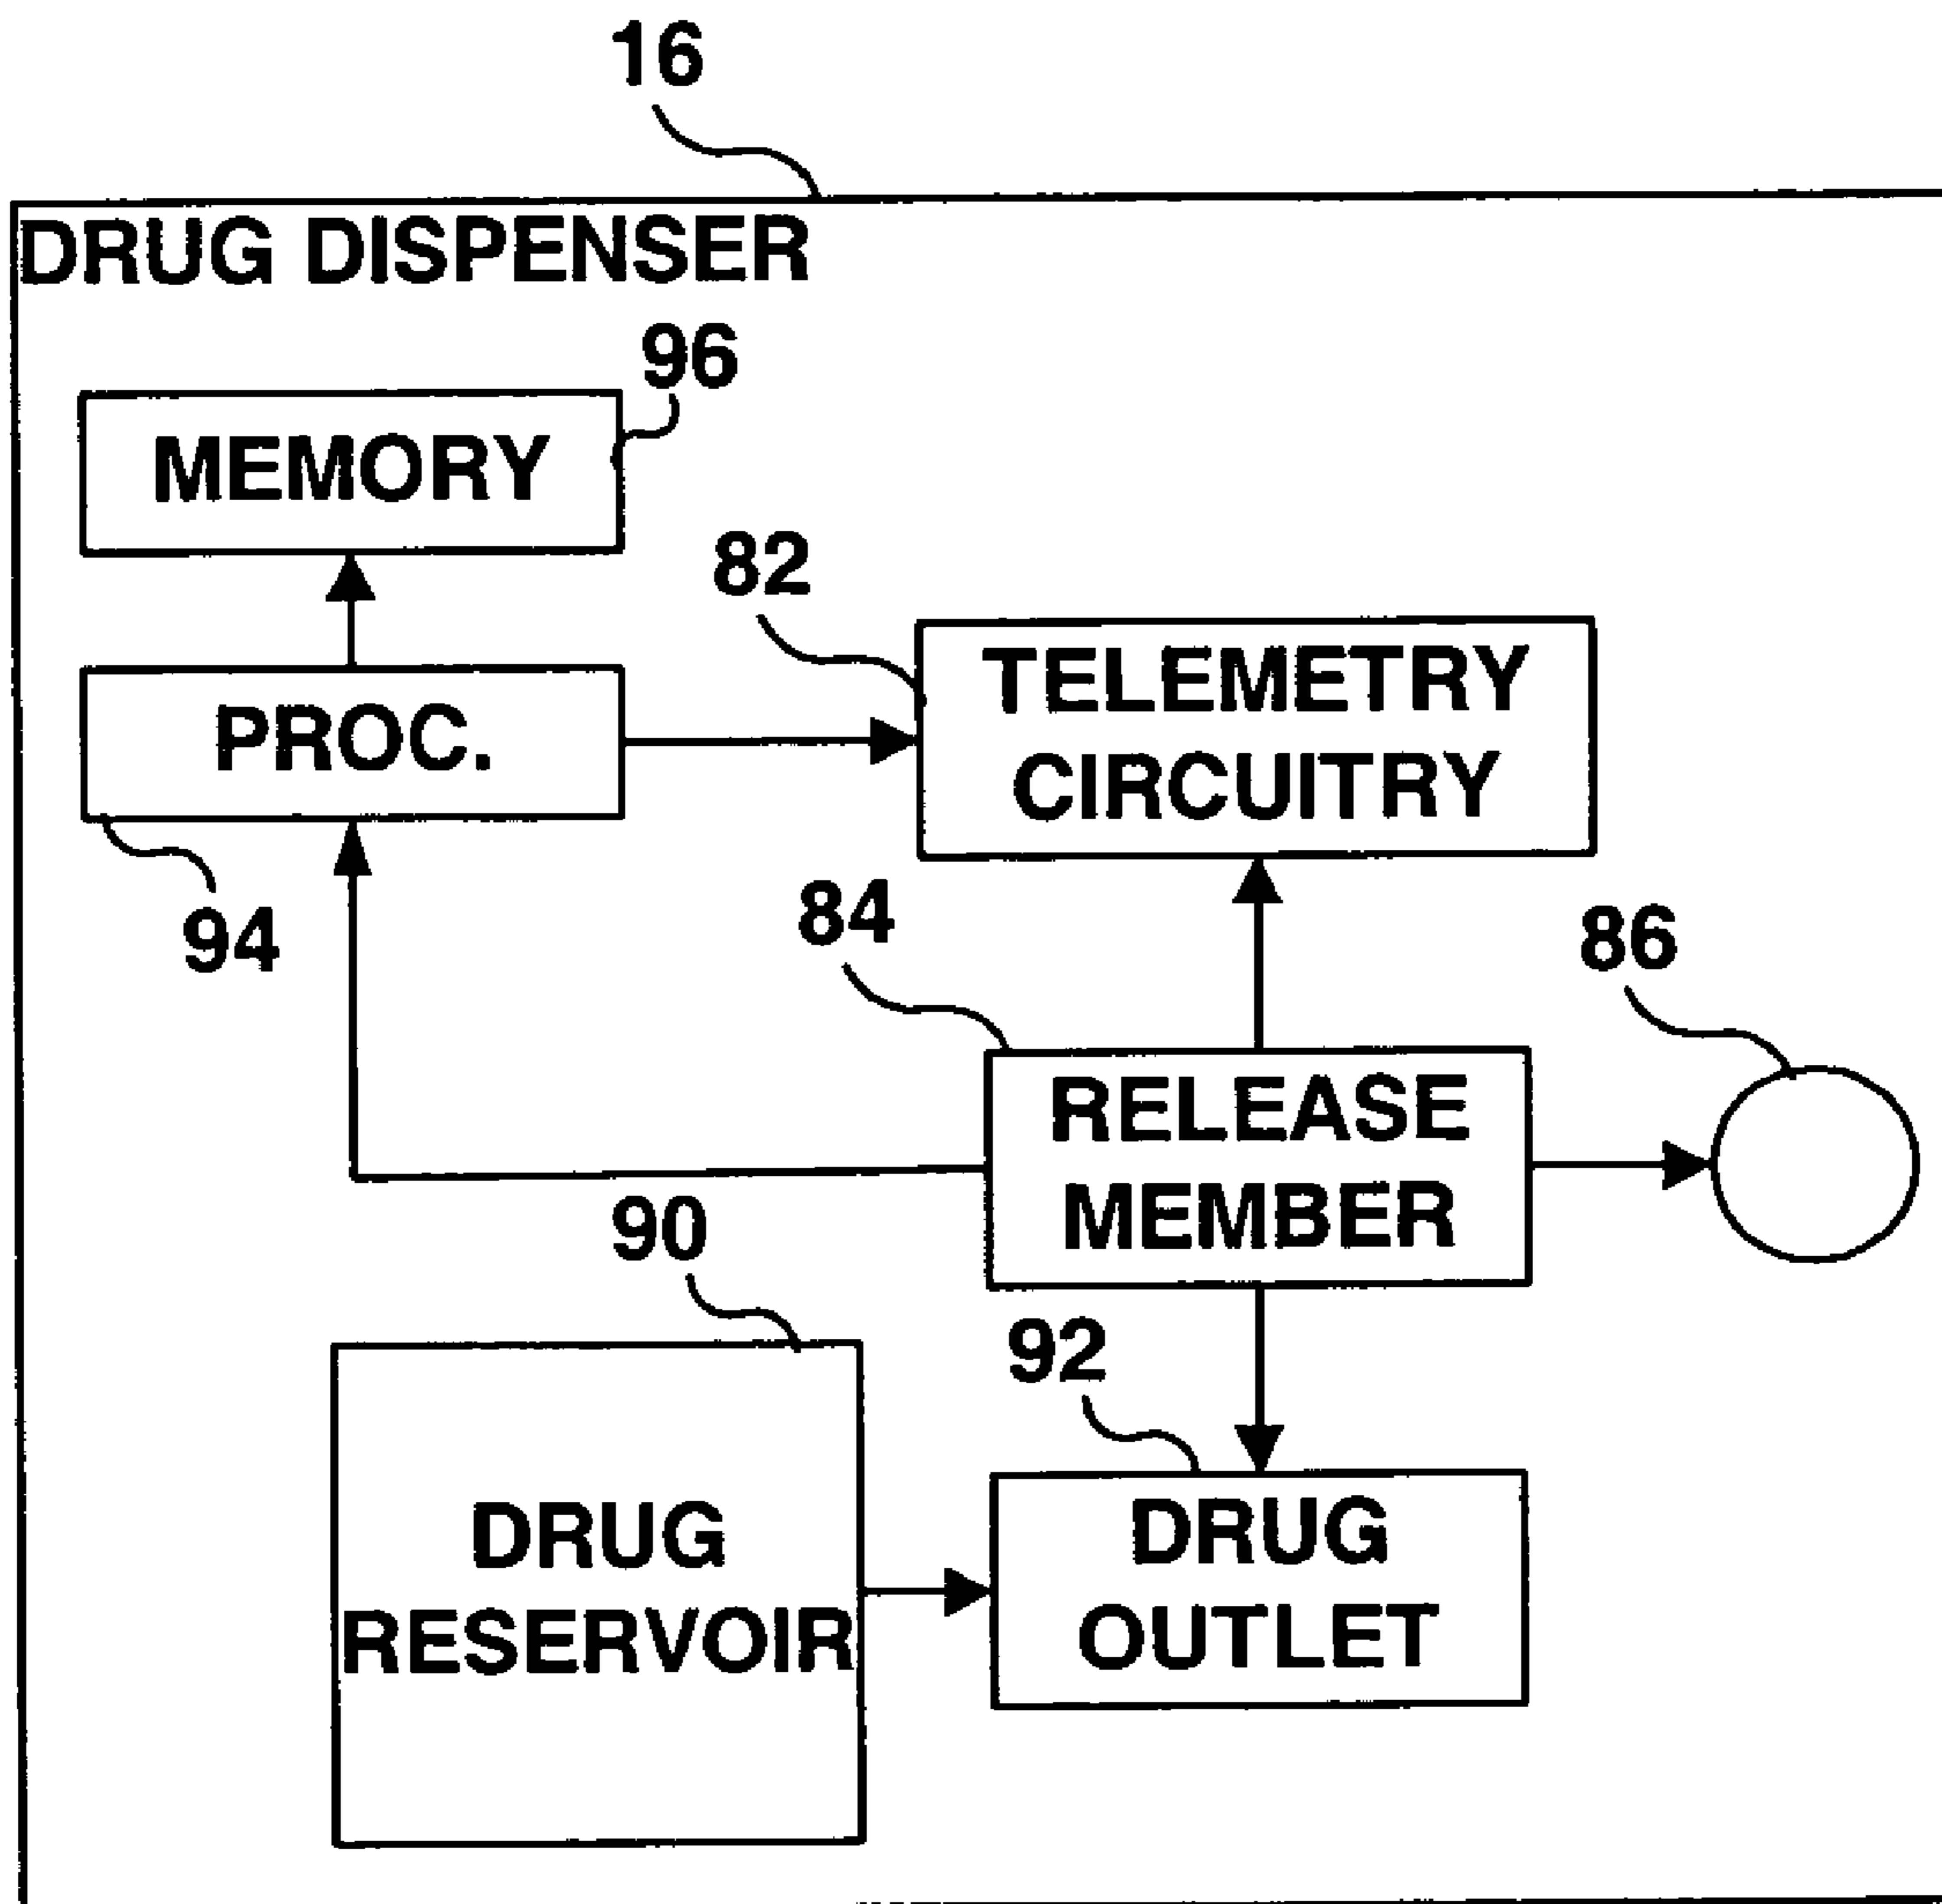 16
DRUG DISPENSER
96
MEMORY
82
TELEMETRY
CIRCUITRY
PROC.
94
84
86
RELEASE
MEMBER
90
92
DRUG
RESERVOIR
DRUG
OUTLET